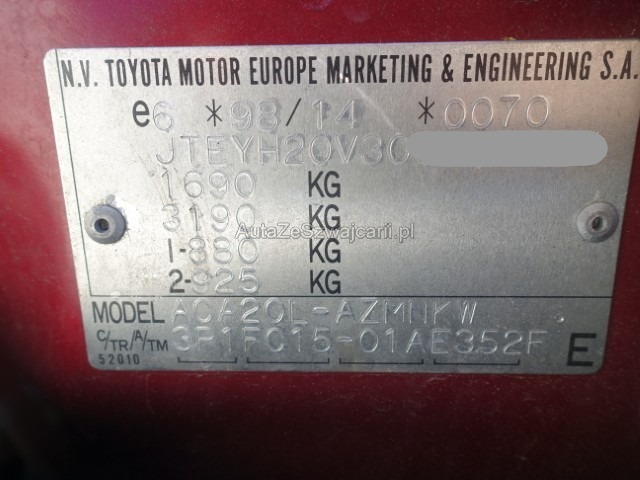 N.V. TOYOTA MOTOR EUROPE MARKETING & ENGINEERING S.A.
e6 *98/14 *0070
JTEYH20V30
1690 KG
3190 KG
AutaZeSzwajcarii.pl
1-880 KG
2-925 KG
MODEL ACA20L-AZMNKW
C/TR/A/TM 3P1FC15-01AE352F
52010 E